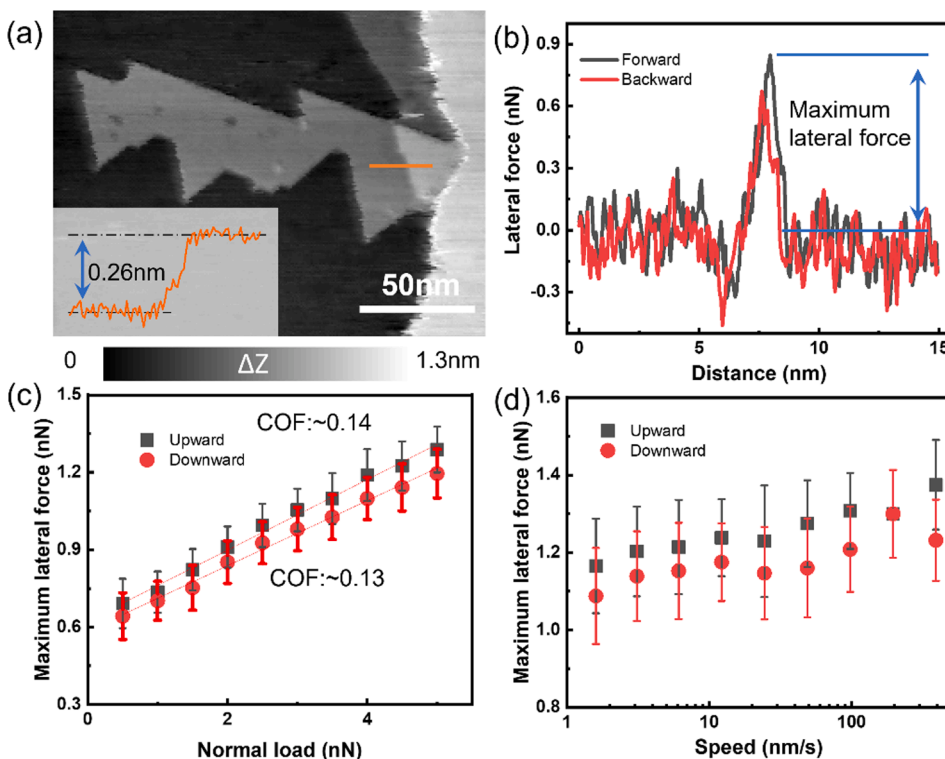 (a)
0.26nm
50nm
0 ΔZ 1.3nm
(b)
Lateral force (nN)
0.9
0.6
0.3
0.0
-0.3
Forward
Backward
Maximum
lateral force
0 5 10 15
Distance (nm)
(c)
Maximum lateral force (nN)
1.5
1.2
0.9
0.6
0.3
Upward
Downward
COF:~0.14
COF:~0.13
0 2 4
Normal load (nN)
(d)
Maximum lateral force (nN)
1.6
1.4
1.2
1.0
0.8
Upward
Downward
1 10 100
Speed (nm/s)